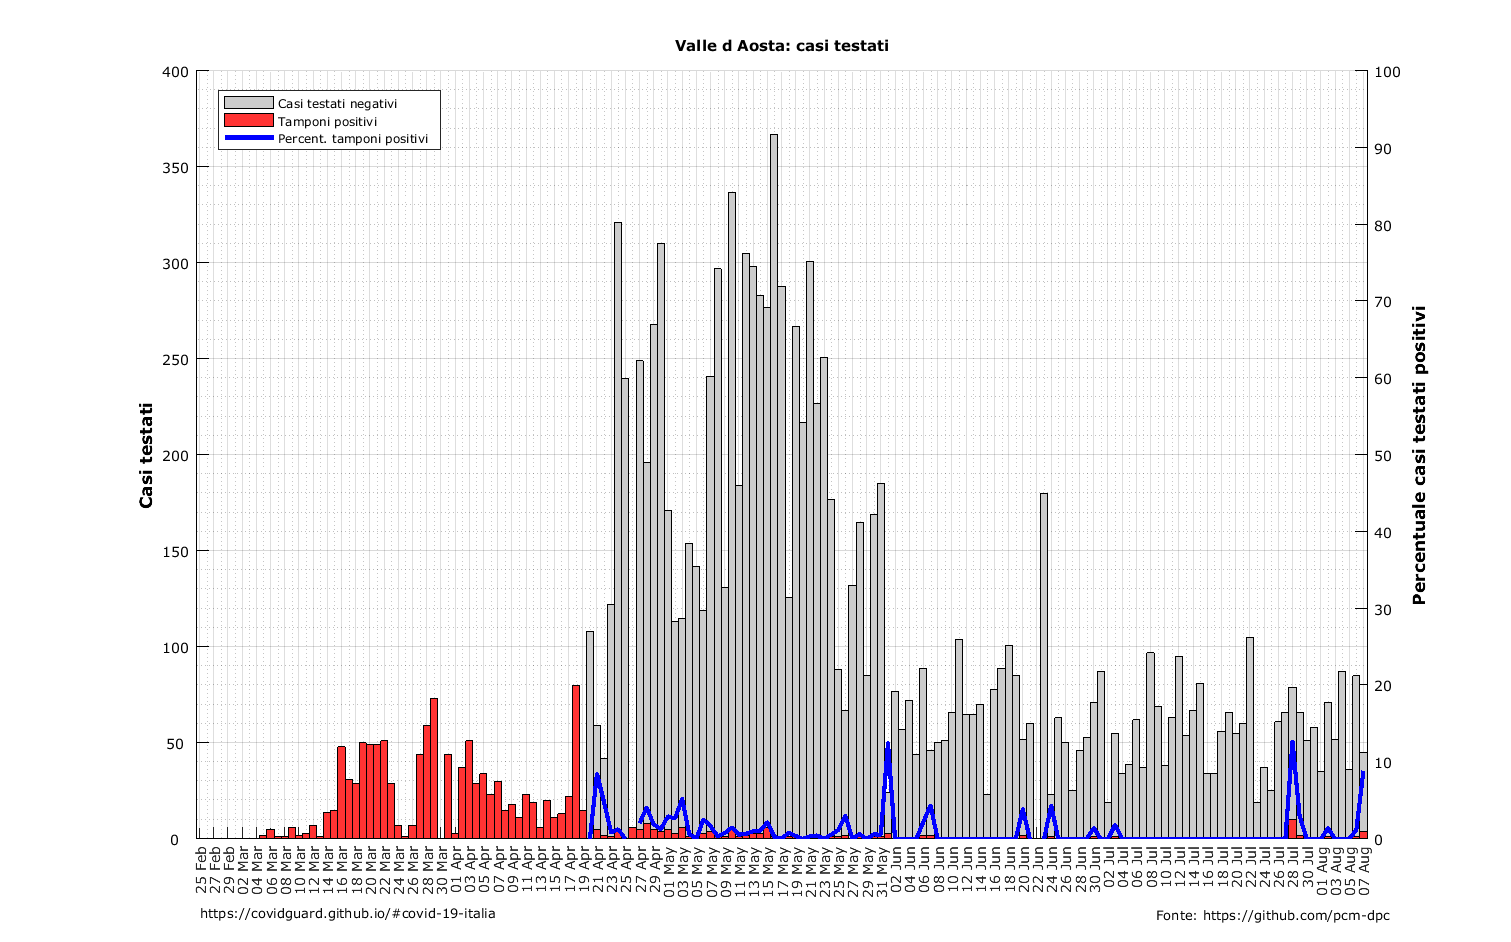 Valle d Aosta: casi testati
Casi testati negativi
Tamponi positivi
Percent. tamponi positivi
Casi testati
400
350
300
250
200
150
100
50
0
100
90
80
70
60
50
40
30
20
10
0
Percentuale casi testati positivi
25 Feb
27 Feb
29 Feb
02 Mar
04 Mar
06 Mar
08 Mar
10 Mar
12 Mar
14 Mar
16 Mar
18 Mar
20 Mar
22 Mar
24 Mar
26 Mar
28 Mar
30 Mar
01 Apr
03 Apr
05 Apr
07 Apr
09 Apr
11 Apr
13 Apr
15 Apr
17 Apr
19 Apr
21 Apr
23 Apr
25 Apr
27 Apr
29 Apr
01 May
03 May
05 May
07 May
09 May
11 May
13 May
15 May
17 May
19 May
21 May
23 May
25 May
27 May
29 May
31 May
02 Jun
04 Jun
06 Jun
08 Jun
10 Jun
12 Jun
14 Jun
16 Jun
18 Jun
20 Jun
22 Jun
24 Jun
26 Jun
28 Jun
30 Jun
02 Jul
04 Jul
06 Jul
08 Jul
10 Jul
12 Jul
14 Jul
16 Jul
18 Jul
20 Jul
22 Jul
24 Jul
26 Jul
28 Jul
30 Jul
01 Aug
03 Aug
05 Aug
07 Aug
https://covidguard.github.io/#covid-19-italia
Fonte: https://github.com/pcm-dpc